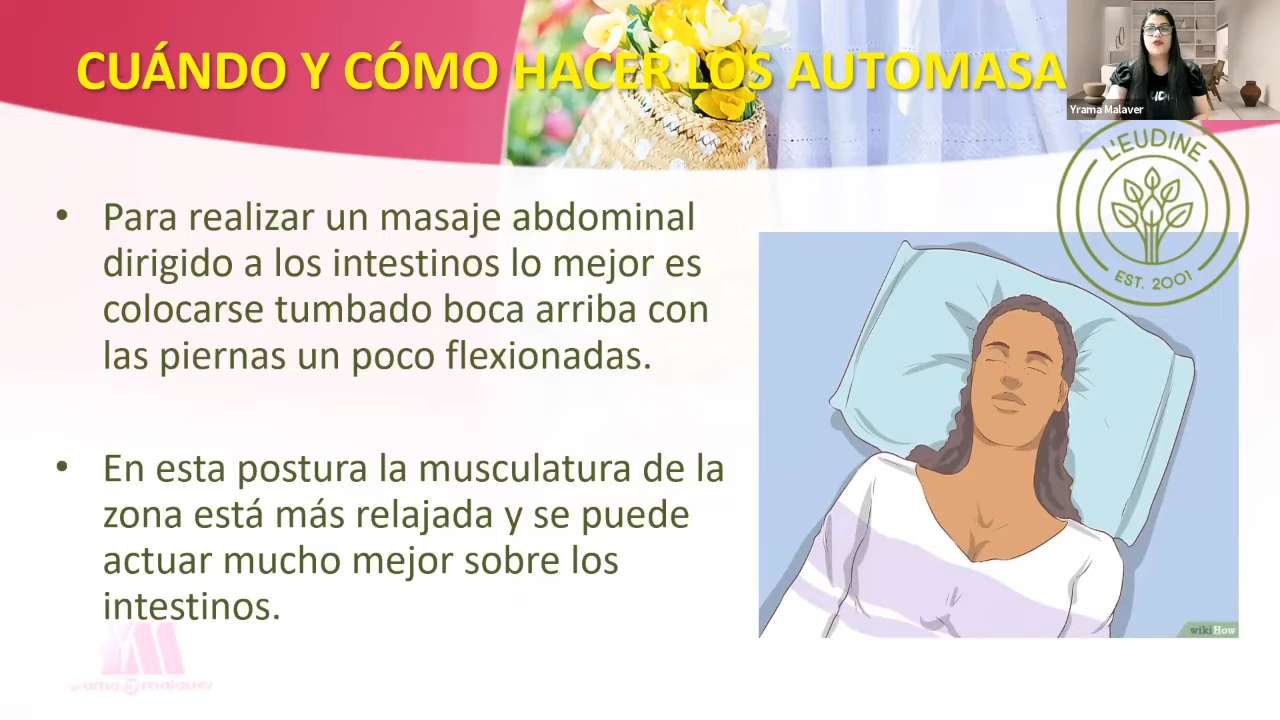 CUÁNDO Y CÓMO HACER LOS AUTOMASA
Yrama Malaver
L'EUDINE
EST. 2001
• Para realizar un masaje abdominal
dirigido a los intestinos lo mejor es
colocarse tumbado boca arriba con
las piernas un poco flexionadas.
• En esta postura la musculatura de la
zona está más relajada y se puede
actuar mucho mejor sobre los
intestinos.
wikiHow